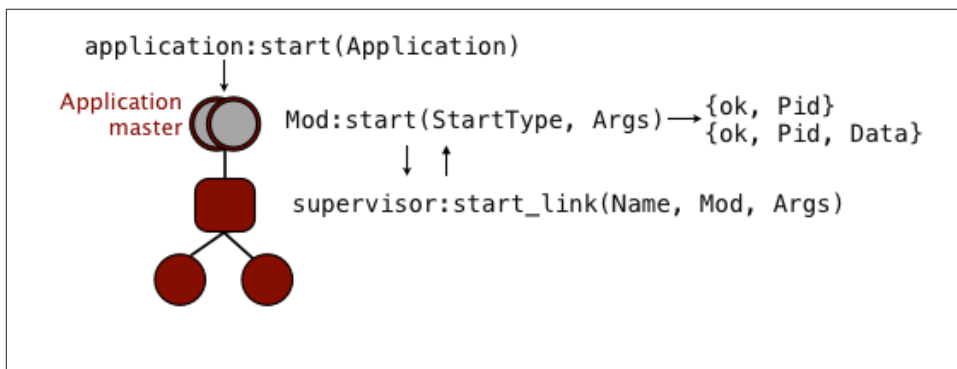 application:start(Application)
Application
master
Mod:start(StartType, Args)
{ok, Pid}
{ok, Pid, Data}
supervisor:start_link(Name, Mod, Args)